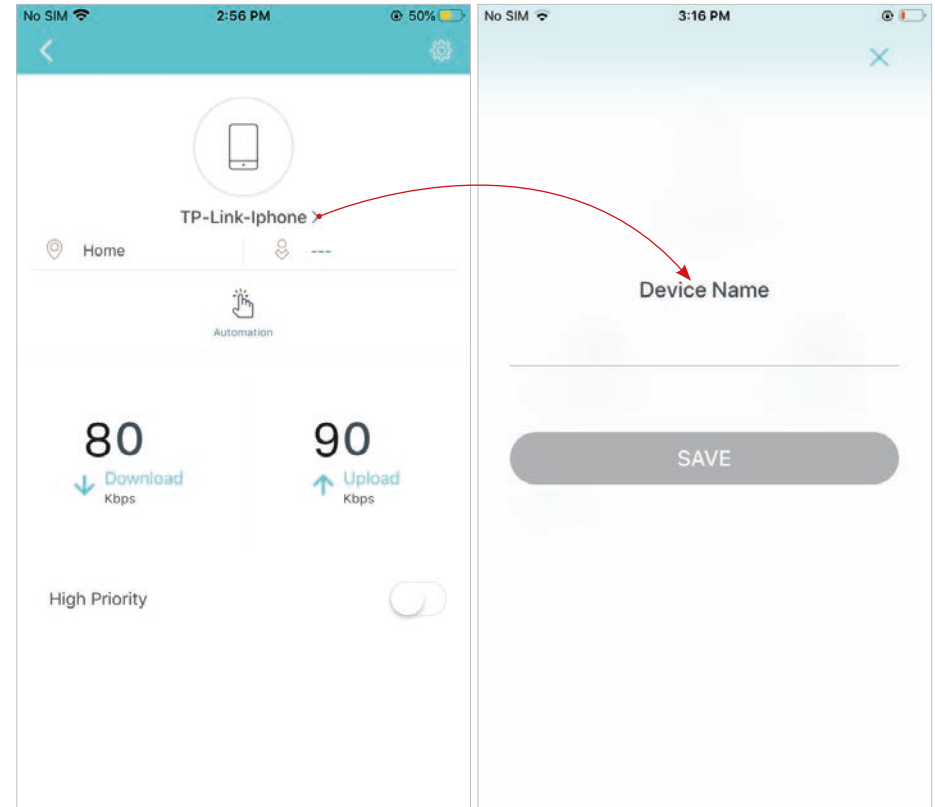 No SIM 2:56 PM 50%
TP-Link-Iphone >
Home ---
Automation
80 90
Download Upload
Kbps Kbps
High Priority
No SIM 3:16 PM
Device Name
SAVE